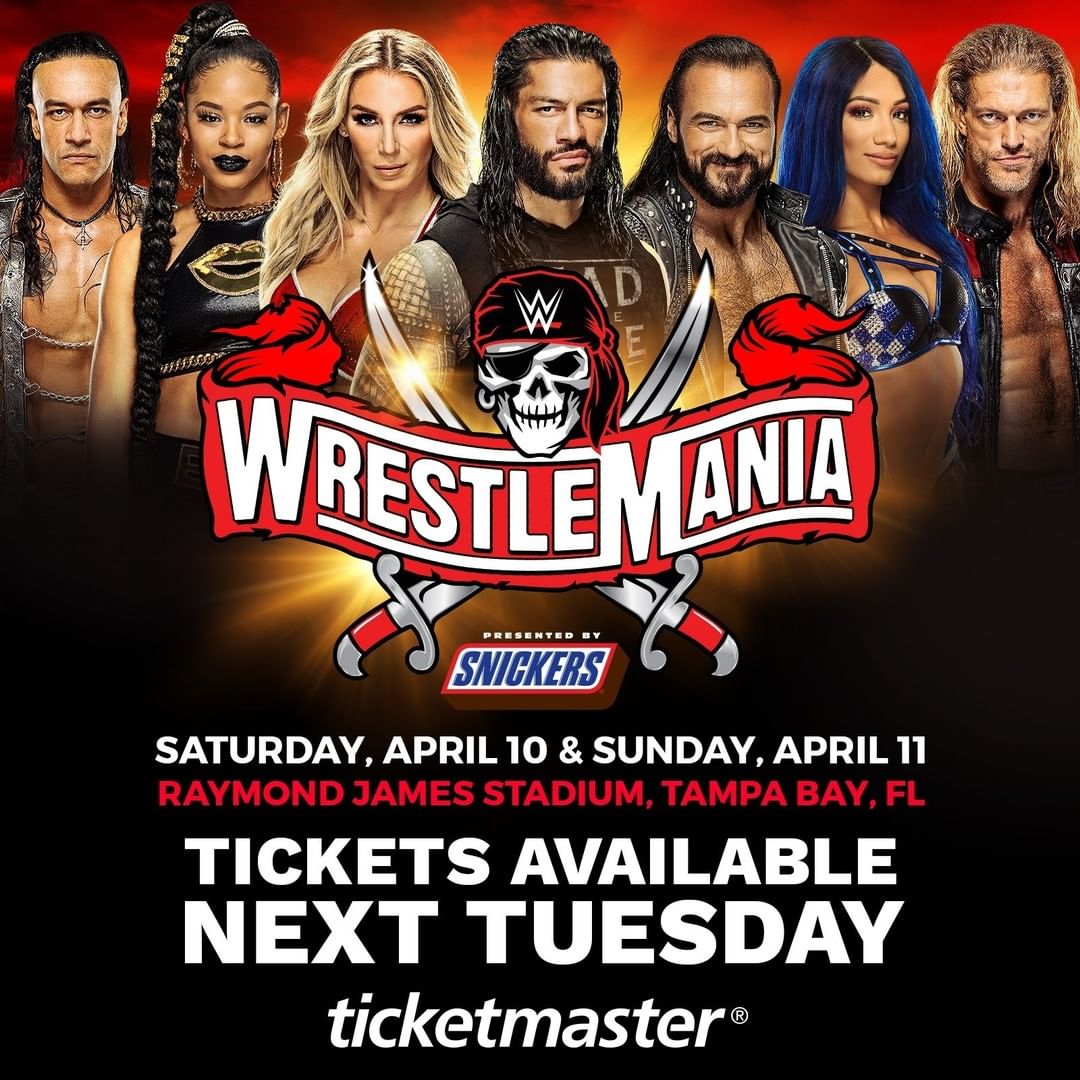 AD
E
E
W
WRESTLEMANIA
PRESENTED BY
SNICKERS
SATURDAY, APRIL 10 & SUNDAY, APRIL 11
RAYMOND JAMES STADIUM, TAMPA BAY, FL
TICKETS AVAILABLE
NEXT TUESDAY
ticketmaster®